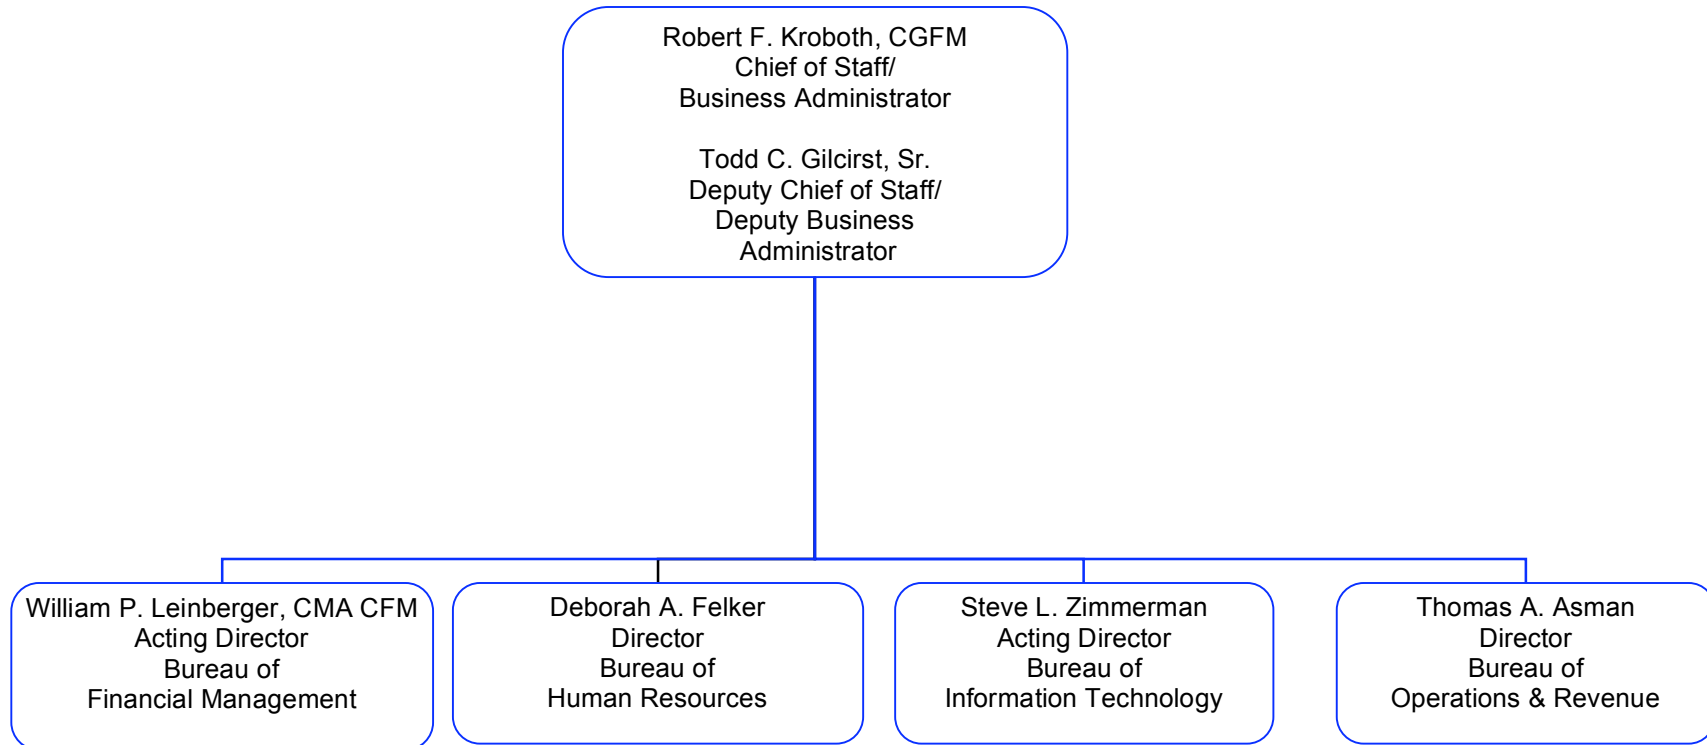 Robert F. Kroboth, CGFM
Chief of Staff/
Business Administrator
Todd C. Gilcirst, Sr.
Deputy Chief of Staff/
Deputy Business
Administrator
William P. Leinberger, CMA CFM
Acting Director
Bureau of
Financial Management
Deborah A. Felker
Director
Bureau of
Human Resources
Steve L. Zimmerman
Acting Director
Bureau of
Information Technology
Thomas A. Asman
Director
Bureau of
Operations & Revenue